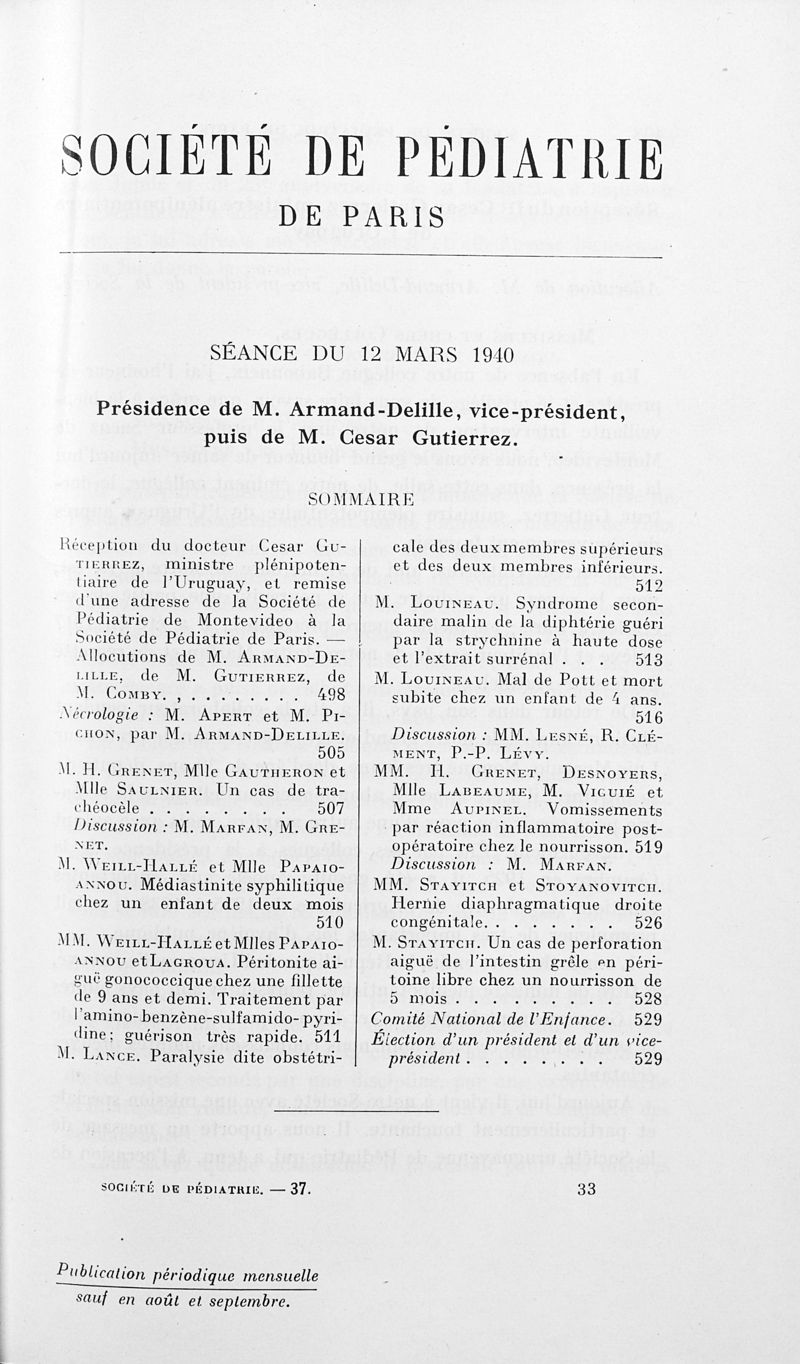 SOCIÉTÉ DE PÉDIATRIE
DE PARIS
SÉANCE DU 12 MARS 1940
Présidence de M. Armand-Delille, vice-président,
puis de M. Cesar Gutierrez.
SOMMAIRE
Réception du docteur Cesar GU-
TIERREZ, ministre plénipoten-
tiaire de l'Uruguay, et remise
d'une adresse de la Société de
Pédiatrie de Montevideo à la
Société de Pédiatrie de Paris. —
Allocutions de M. ARMAND-DE-
LILLE, de M. GUTIERREZ, de
M. COMBY. , . . . . . . . . . 498
Nécrologie : M. APERT et M. PI-
CHON, par M. ARMAND-DELILLE.
505
M. H. GRENET, Mlle GAUTHERON et
Mlle SAULNIER. Un cas de tra-
chéocèle . . . . . . . . 507
Discussion : M. MARFAN, M. GRE-
NET.
M. WEILL-HALLÉ et Mlle PAPAIO-
ANNOU. Médiastinite syphilitique
chez un enfant de deux mois
510
MM. WEILL-HALLÉ et Mlles PAPAIO-
ANNOU et LAGROUA. Péritonite ai-
guë gonococcique chez une fillette
de 9 ans et demi. Traitement par
l'amino-benzène-sulfamido-pyri-
dine; guérison très rapide. 511
M. LANCE. Paralysie dite obstétri-
cale des deux membres supérieurs
et des deux membres inférieurs.
512
M. LOUINEAU. Syndrome secon-
daire malin de la diphtérie guéri
par la strychnine à haute dose
et l'extrait surrénal . . . 513
M. LOUINEAU. Mal de Pott et mort
subite chez un enfant de 4 ans.
516
Discussion : MM. LESNÉ, R. CLÉ-
MENT, P.-P. LÉVY.
MM. H. GRENET, DESNOYERS,
Mlle LABEAUME, M. VIGUIÉ et
Mme AUPINEL. Vomissements
par réaction inflammatoire post-
opératoire chez le nourrisson. 519
Discussion : M. MARFAN.
MM. STAYITCH et STOYANOVITCH.
Hernie diaphragmatique droite
congénitale. . . . . . . . 526
M. STAYITCH. Un cas de perforation
aiguë de l'intestin grêle en péri-
toine libre chez un nourrisson de
5 mois . . . . . . . . . 528
Comité National de l'Enfance. 529
Élection d'un président et d'un vice-
président . . . . . . . . 529
SOCIÉTÉ DE PÉDIATRIE. — 37. 33
Publication périodique mensuelle
sauf en août et septembre.